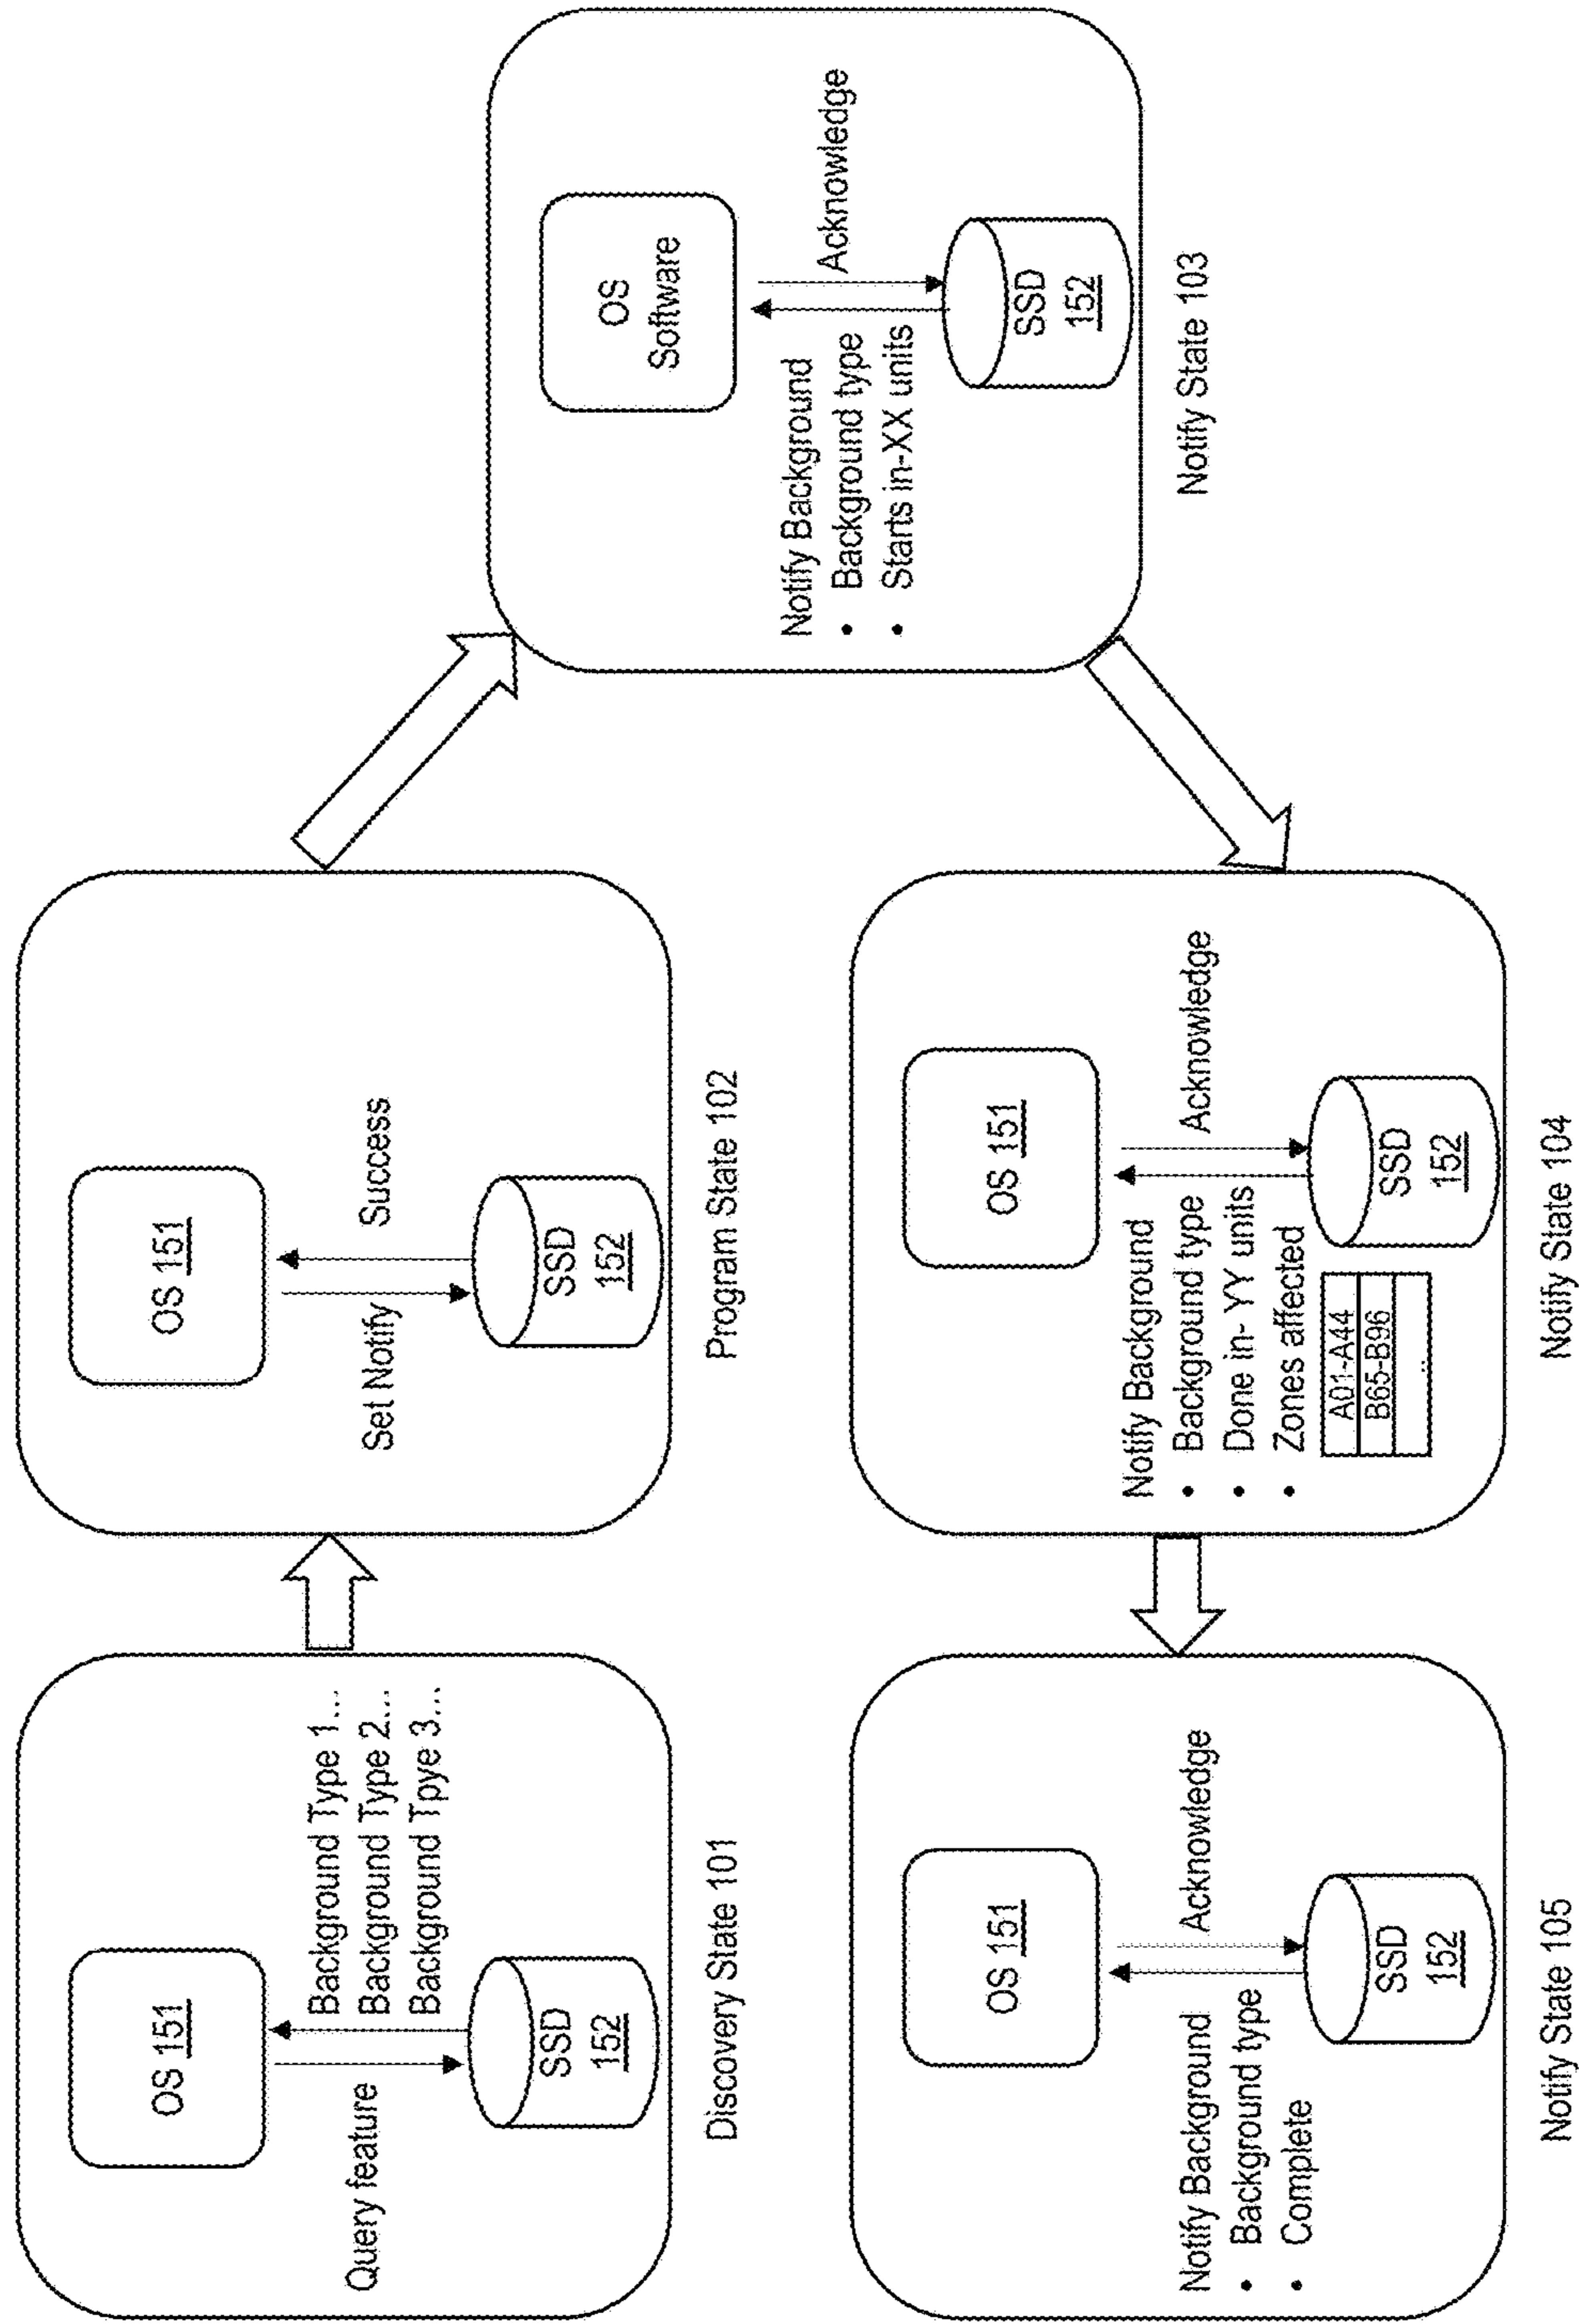 OS 151
Query feature
Background Type 1...
Background Type 2...
Background Tpye 3...
SSD
152
Discovery State 101
OS 151
Set Notify
Success
SSD
152
Program State 102
OS
Software
Notify Background
• Background type
• Starts in-XX units
Acknowledge
SSD
152
Notify State 103
OS 151
Notify Background
• Background type
• Done in- YY units
• Zones affected
A01-A44
B65-B96
..
Acknowledge
SSD
152
Notify State 104
OS 151
Notify Background
• Background type
• Complete
Acknowledge
SSD
152
Notify State 105